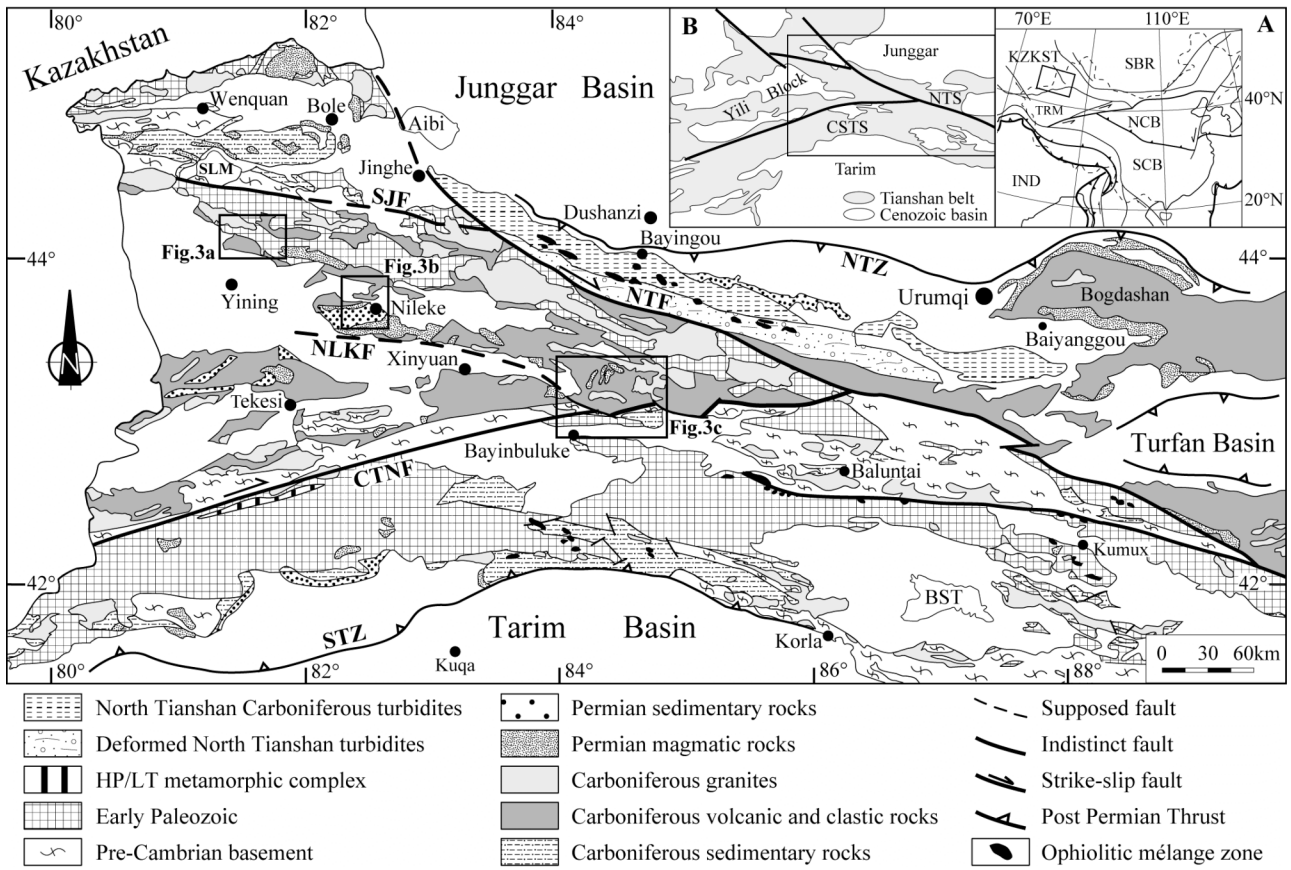 80°
82°
84°
Kazakhstan
Wenquan
Bole
Junggar Basin
Aibi
SLM
Jinghe
SJF
Dushanzi
Bayingou
Fig.3a
44°
Fig.3b
Yining
Nileke
NTF
NTZ
Urumqi
44°
Bogdashan
Baiyanggou
NLKF
Xinyuan
Tekesi
Fig.3c
Bayinbuluke
Baluntai
Turfan Basin
CTNF
Kumux
42°
42°
BST
STZ
Tarim Basin
Korla
Kuqa
80°
82°
84°
86°
88°
0 30 60km
N
B
Junggar
Yili Block
NTS
CSTS
Tarim
Tianshan belt
Cenozoic basin
70°E
110°E
A
KZKST
SBR
40°N
TRM
NCB
SCB
IND
20°N
North Tianshan Carboniferous turbidites
Deformed North Tianshan turbidites
HP/LT metamorphic complex
Early Paleozoic
Pre-Cambrian basement
Permian sedimentary rocks
Permian magmatic rocks
Carboniferous granites
Carboniferous volcanic and clastic rocks
Carboniferous sedimentary rocks
Supposed fault
Indistinct fault
Strike-slip fault
Post Permian Thrust
Ophiolitic mélange zone